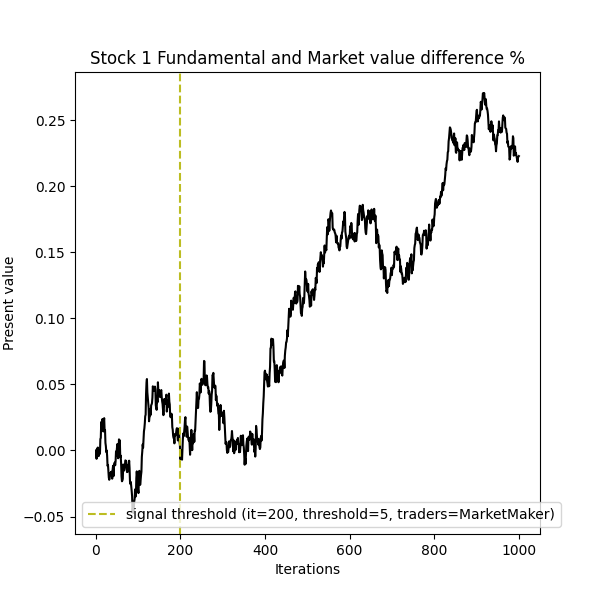 Stock 1 Fundamental and Market value difference %
Present value
0.25
0.20
0.15
0.10
0.05
0.00
−0.05
signal threshold (it=200, threshold=5, traders=MarketMaker)
0 200 400 600 800 1000
Iterations